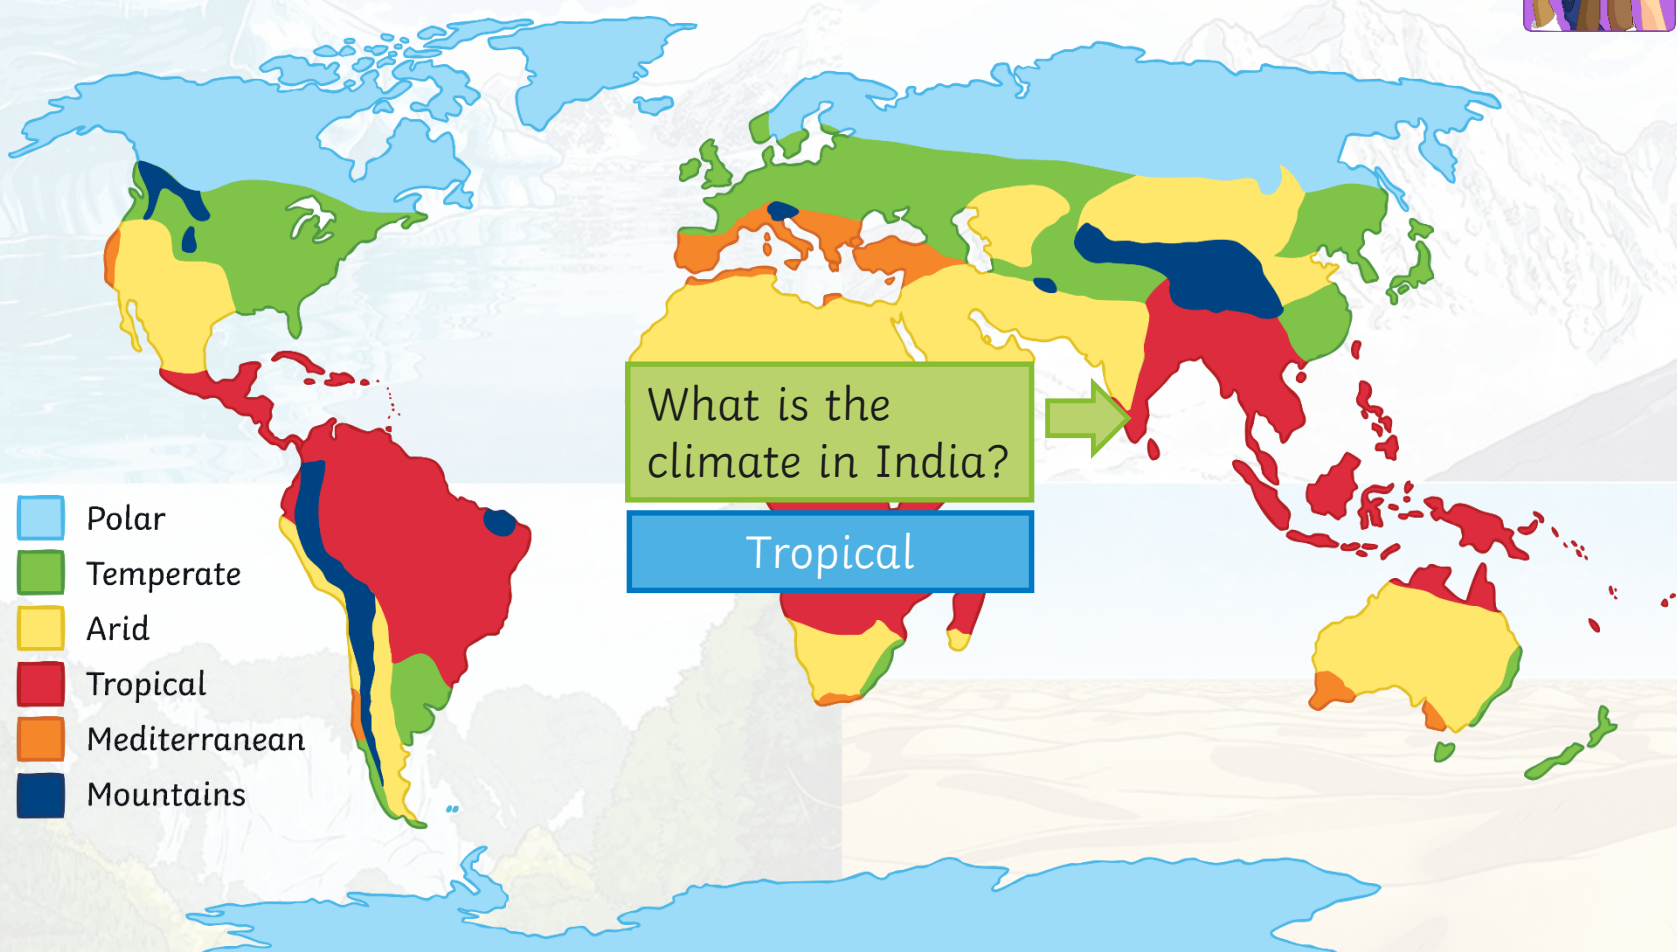 What is the
climate in India?
Tropical
Polar
Temperate
Arid
Tropical
Mediterranean
Mountains